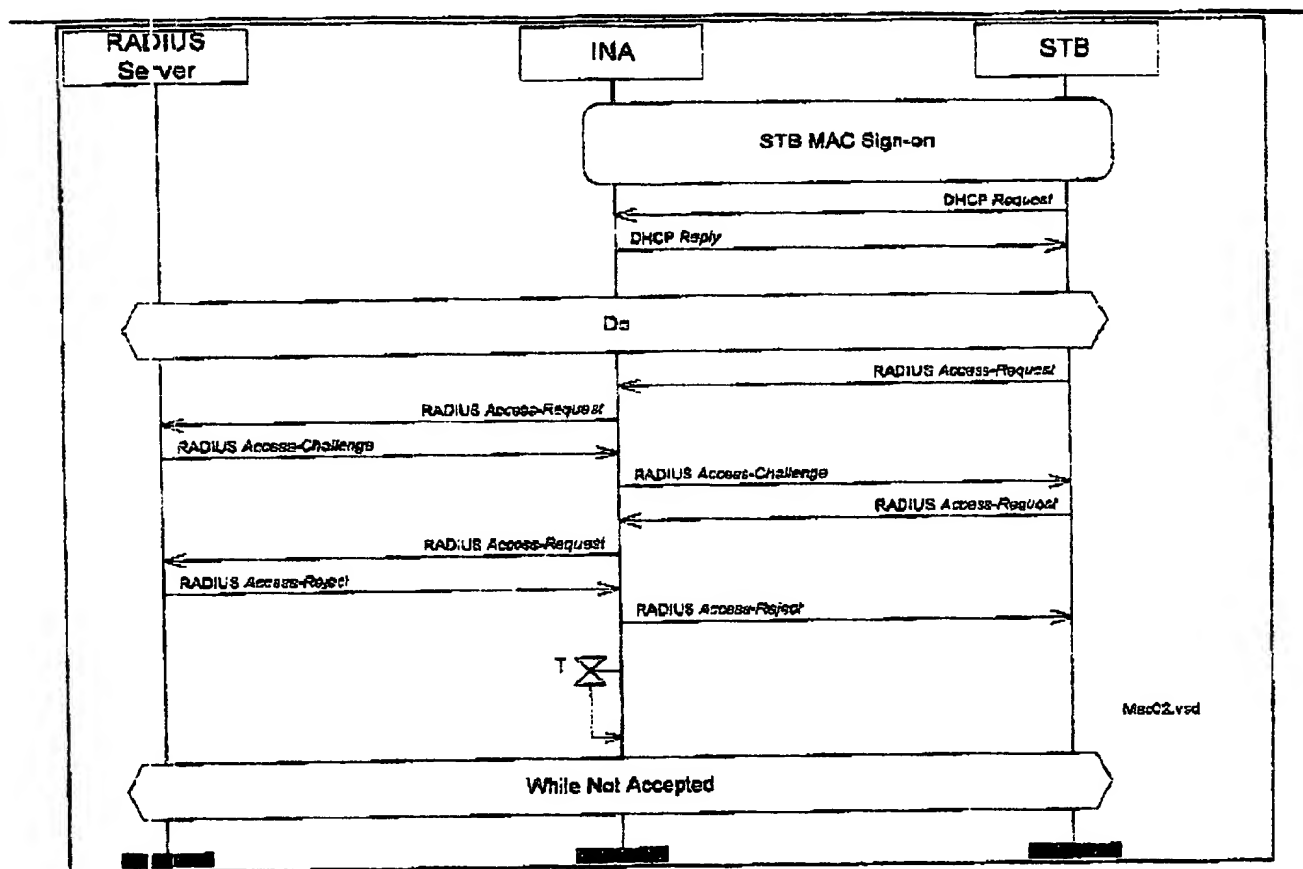 RADIUS
Server
INA
STB
STB MAC Sign-on
DHCP Request
DHCP Reply
Do
RADIUS Access-Request
RADIUS Access-Request
RADIUS Access-Challenge
RADIUS Access-Challenge
RADIUS Access-Request
RADIUS Access-Request
RADIUS Access-Reject
RADIUS Access-Reject
T
Msc02.vsd
While Not Accepted